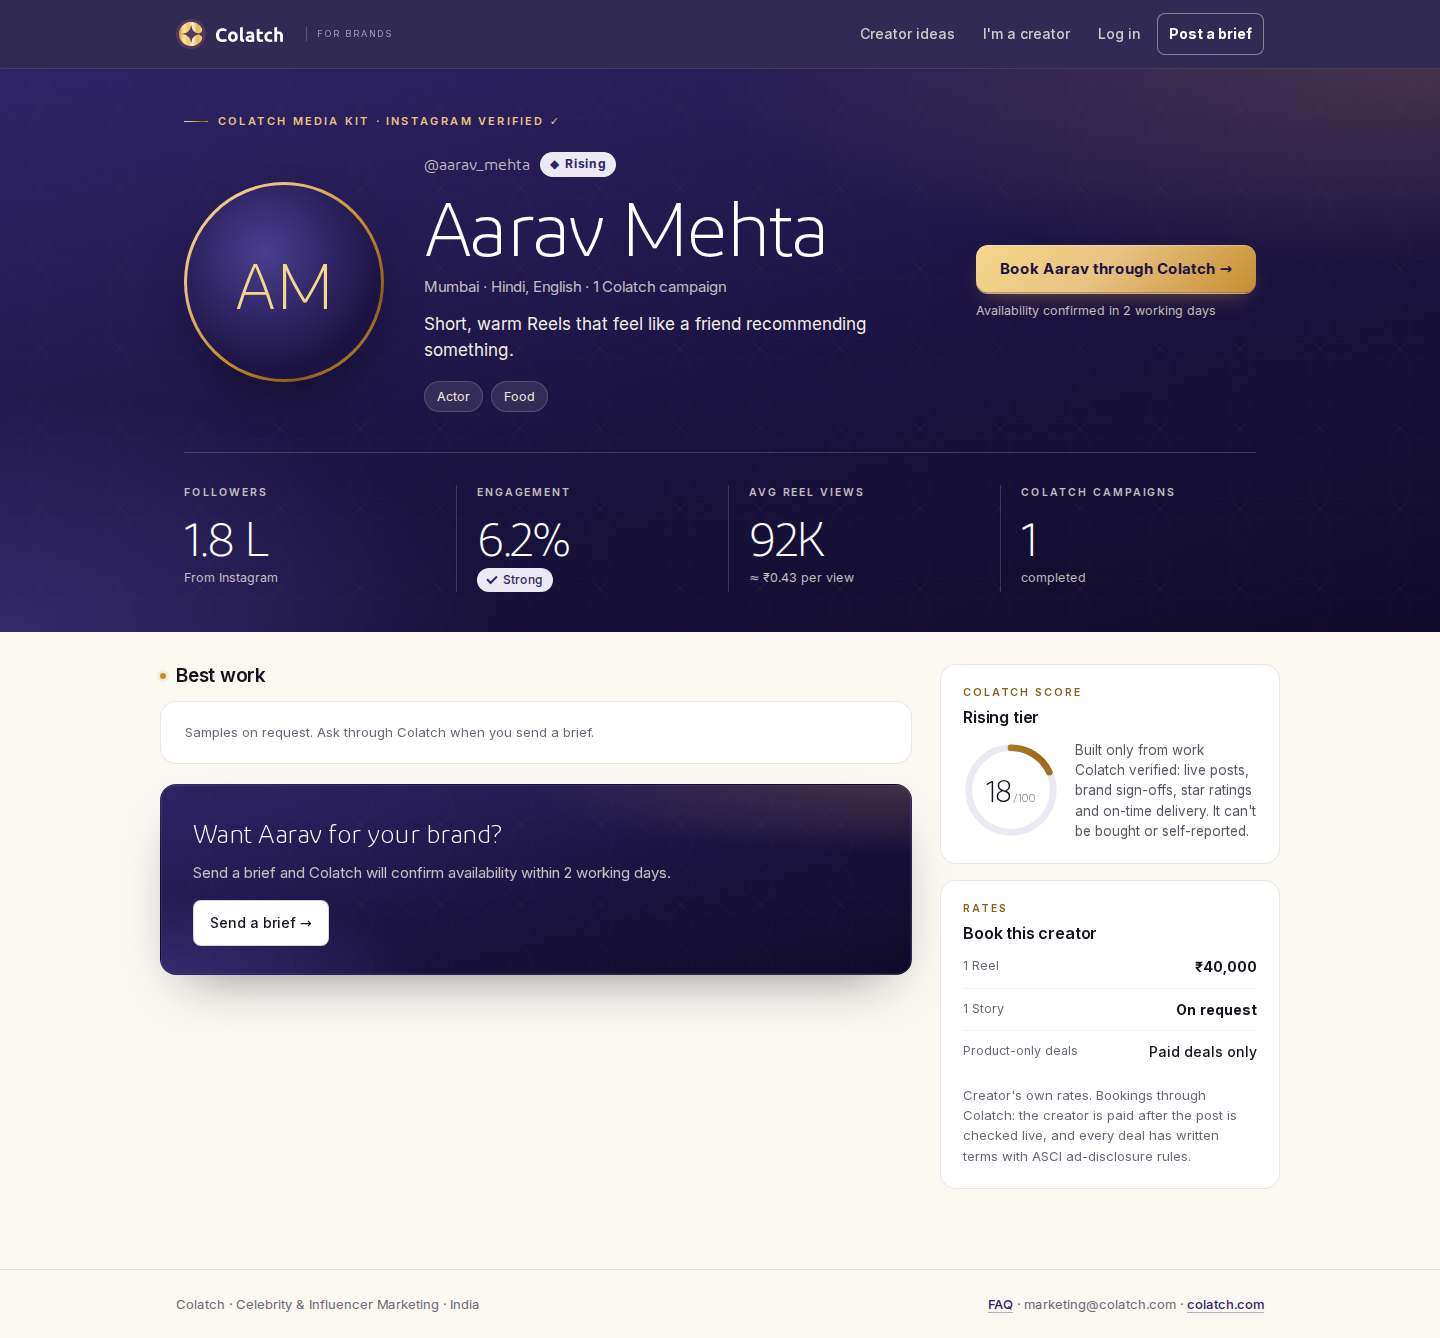 Colatch
FOR BRANDS
Creator ideas
I'm a creator
Log in
Post a brief
COLATCH MEDIA KIT · INSTAGRAM VERIFIED ✓
AM
@aarav_mehta
◆ Rising
Aarav Mehta
Mumbai · Hindi, English · 1 Colatch campaign
Short, warm Reels that feel like a friend recommending
something.
Actor
Food
Book Aarav through Colatch →
Availability confirmed in 2 working days
FOLLOWERS
1.8 L
From Instagram
ENGAGEMENT
6.2%
✓ Strong
AVG REEL VIEWS
92K
≈ ₹0.43 per view
COLATCH CAMPAIGNS
1
completed
Best work
Samples on request. Ask through Colatch when you send a brief.
Want Aarav for your brand?
Send a brief and Colatch will confirm availability within 2 working days.
Send a brief →
COLATCH SCORE
Rising tier
18/100
Built only from work
Colatch verified: live posts,
brand sign-offs, star ratings
and on-time delivery. It can't
be bought or self-reported.
RATES
Book this creator
1 Reel ₹40,000
1 Story On request
Product-only deals Paid deals only
Creator's own rates. Bookings through
Colatch: the creator is paid after the post is
checked live, and every deal has written
terms with ASCI ad-disclosure rules.
Colatch · Celebrity & Influencer Marketing · India
FAQ · marketing@colatch.com · colatch.com